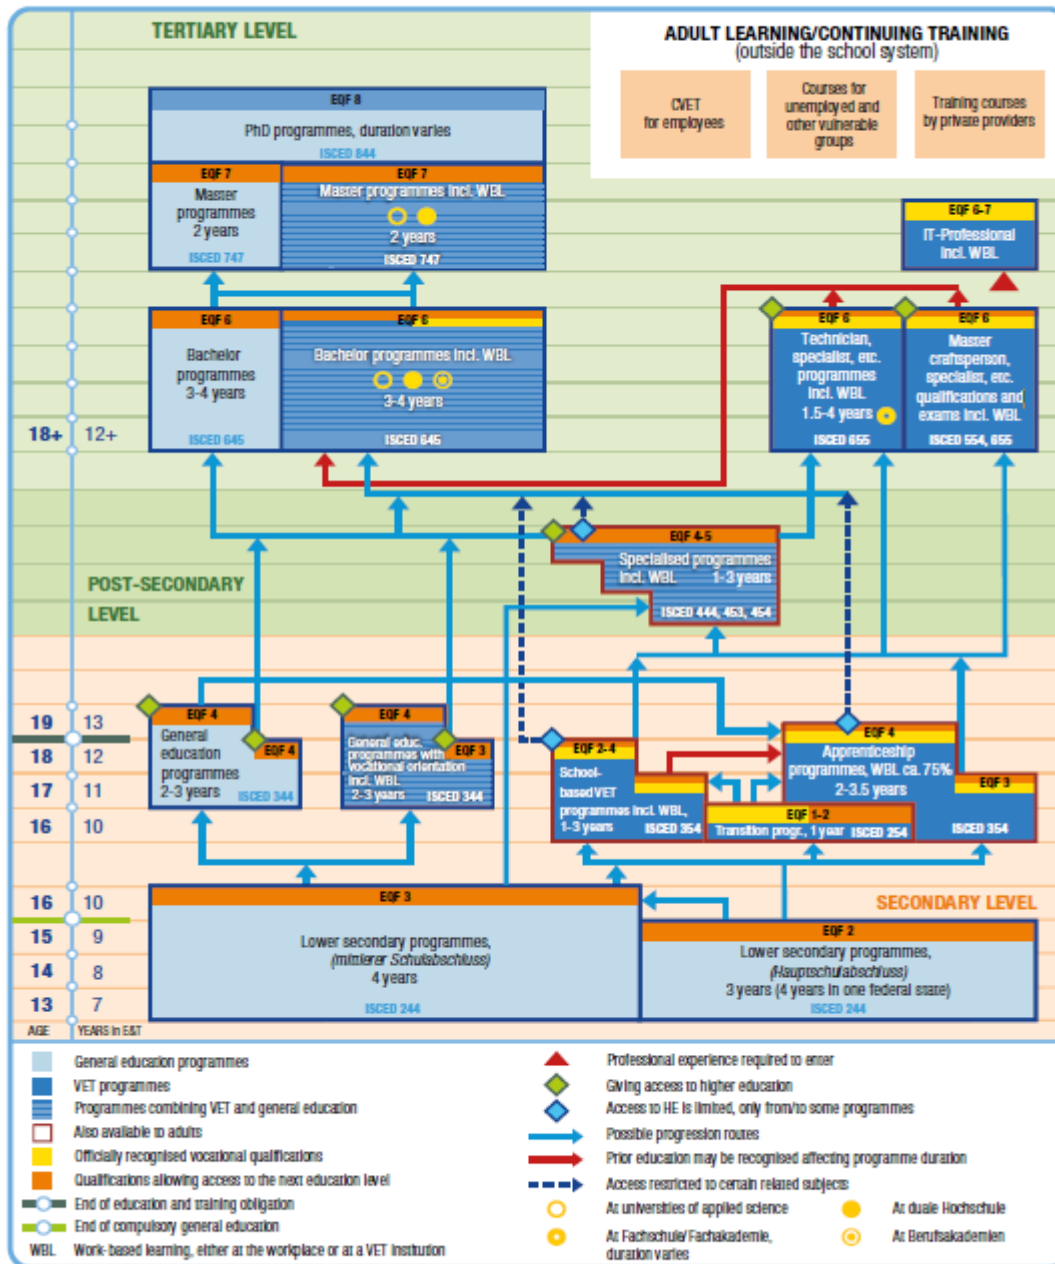 TERTIARY LEVEL
ADULT LEARNING/CONTINUING TRAINING
(outside the school system)
CVET
for employees
Courses for
unemployed and
other vulnerable
groups
Training courses
by private providers
EQF 8
PhD programmes, duration varies
ISCED 844
EQF 7
Master
programmes
2 years
ISCED 747
EQF 7
Master programmes incl. WBL
2 years
ISCED 747
EQF 6-7
IT-Professional
incl. WBL
EQF 6
Bachelor
programmes
3-4 years
ISCED 645
EQF 6
Bachelor programmes incl. WBL
3-4 years
ISCED 645
EQF 6
Technician,
specialist, etc.
programmes
incl. WBL
1.5-4 years
ISCED 655
EQF 6
Master
craftsperson,
specialist, etc.
qualifications and
exams incl. WBL
ISCED 554, 655
18+ 12+
POST-SECONDARY
LEVEL
EQF 4-5
Specialised programmes
incl. WBL 1-3 years
ISCED 444, 453, 454
19 13
18 12
17 11
16 10
EQF 4
General
education
programmes
2-3 years
EQF 4
ISCED 344
EQF 4
General educ.
programmes with
vocational orientation
incl. WBL
2-3 years
EQF 3
ISCED 344
EQF 2-4
School-
based VET
programmes incl. WBL,
1-3 years
ISCED 354
EQF 1-2
Transition progr., 1 year ISCED 254
EQF 4
Apprenticeship
programmes, WBL ca. 75%
2-3.5 years
EQF 3
ISCED 354
SECONDARY LEVEL
16 10
15 9
14 8
13 7
AGE YEARS in E&T
EQF 3
Lower secondary programmes,
(mittlerer Schulabschluss)
4 years
ISCED 244
EQF 2
Lower secondary programmes,
(Hauptschulabschluss)
3 years (4 years in one federal state)
ISCED 244
General education programmes
VET programmes
Programmes combining VET and general education
Also available to adults
Officially recognised vocational qualifications
Qualifications allowing access to the next education level
End of education and training obligation
End of compulsory general education
WBL Work-based learning, either at the workplace or at a VET institution
Professional experience required to enter
Giving access to higher education
Access to HE is limited, only from/to some programmes
Possible progression routes
Prior education may be recognised affecting programme duration
Access restricted to certain related subjects
At universities of applied science
At duale Hochschule
At Fachschule/Fachakademie,
duration varies
At Berufsakademien